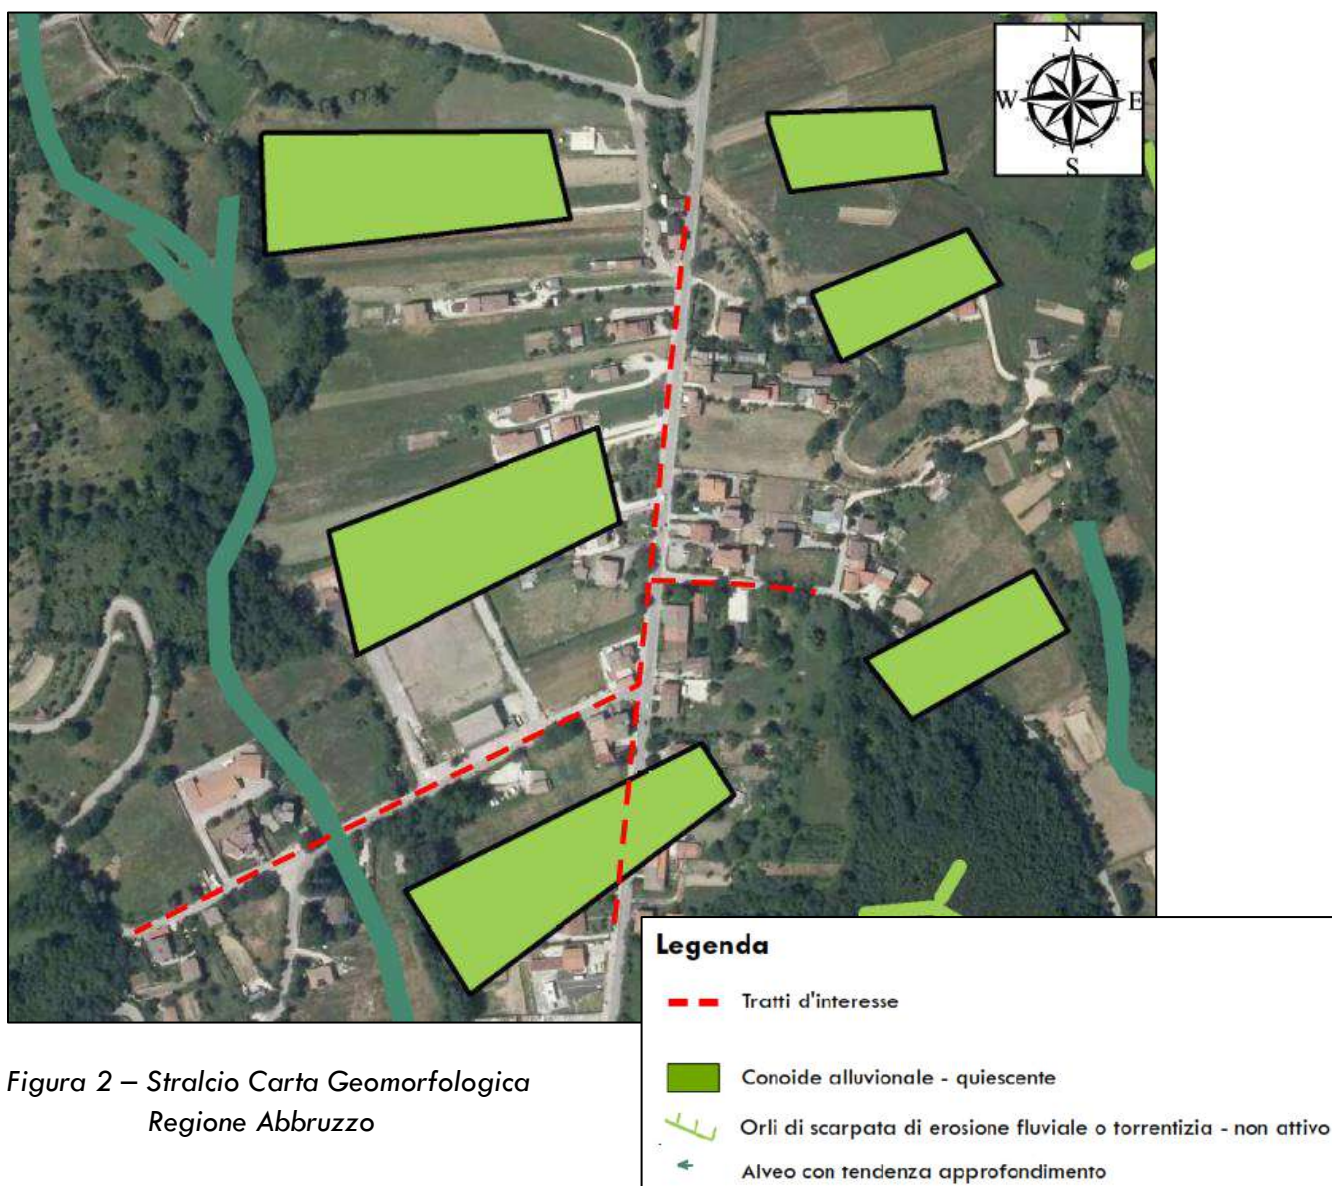 N
W E
S
Legenda
Tratti d'interesse
Conoide alluvionale - quiescente
Orli di scarpata di erosione fluviale o torrentizia - non attivo
Alveo con tendenza approfondimento
Figura 2 – Stralcio Carta Geomorfologica
Regione Abbruzzo